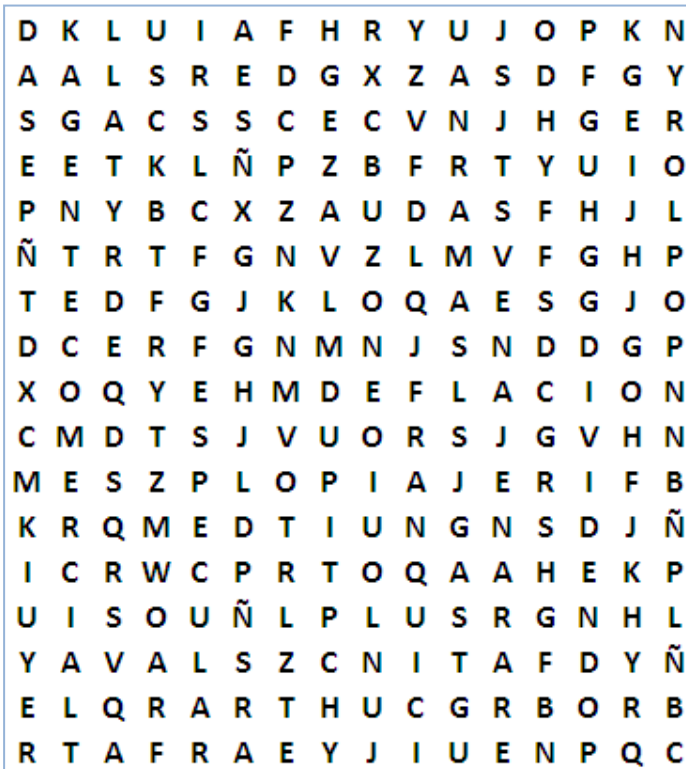 D K L U I A F H R Y U J O P K N
A A L S R E D G X Z A S D F G Y
S G A C S S C E C V N J H G E R
E E T K L Ñ P Z B F R T Y U I O
P N Y B C X Z A U D A S F H J L
Ñ T R T F G N V Z L M V F G H P
T E D F G J K L O Q A E S G J O
D C E R F G N M N J S N D D G P
X O Q Y E H M D E F L A C I O N
C M D T S J V U O R S J G V H N
M E S Z P L O P I A J E R I F B
K R Q M E D T I U N G N S D J Ñ
I C R W C P R T O Q A A H E K P
U I S O U Ñ L P L U S R G N H L
Y A V A L S Z C N I T A F D Y Ñ
E L Q R A R T H U C G R B O R B
R T A F R A E Y J I U E N P Q C